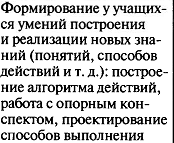 Формирование у учащих-
ся умений построения
и реализации новых зна-
ний (понятий, способов
действий и т. д.): построе-
ние алгоритма действий,
работа с опорным кон-
спектом, проектирование
способов выполнения